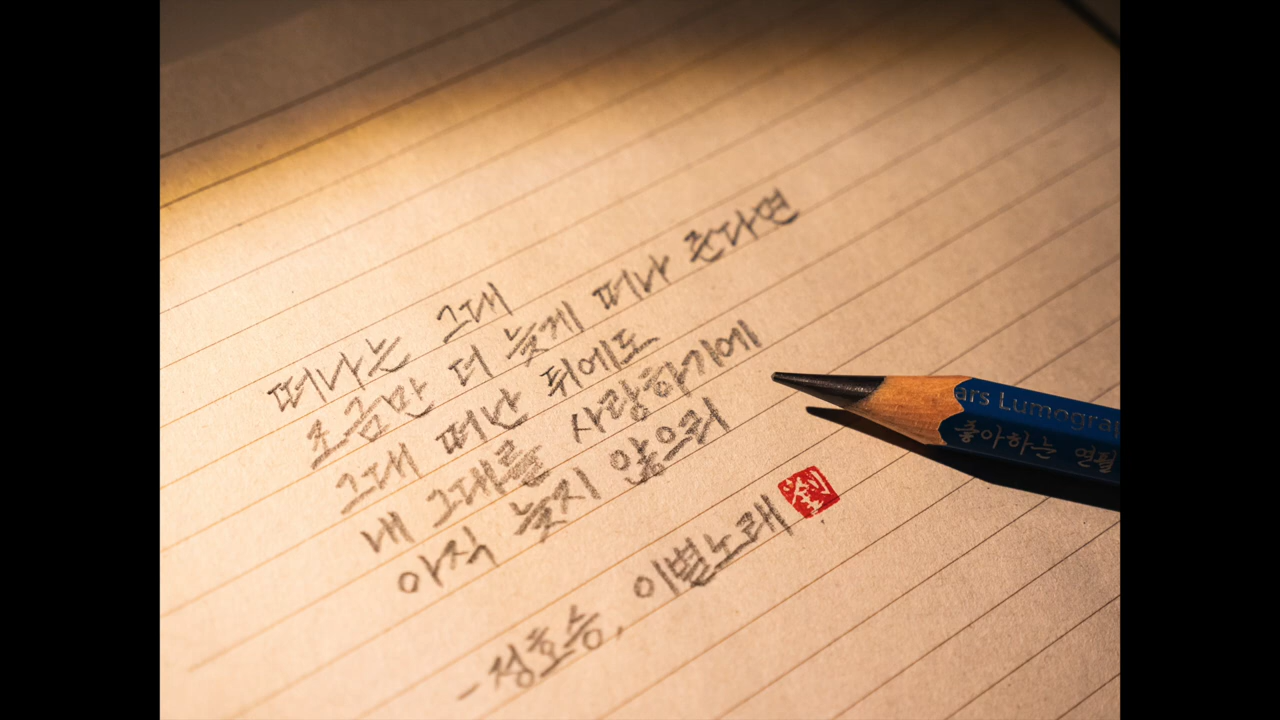 떠나는 그대
조금만 더 늦게 떠나 준다면
그대 떠난 뒤에도
내 그대를 사랑하기에
아직 늦지 않으리
- 정호승, 이별노래
ars Lumograp
좋아하는 연필